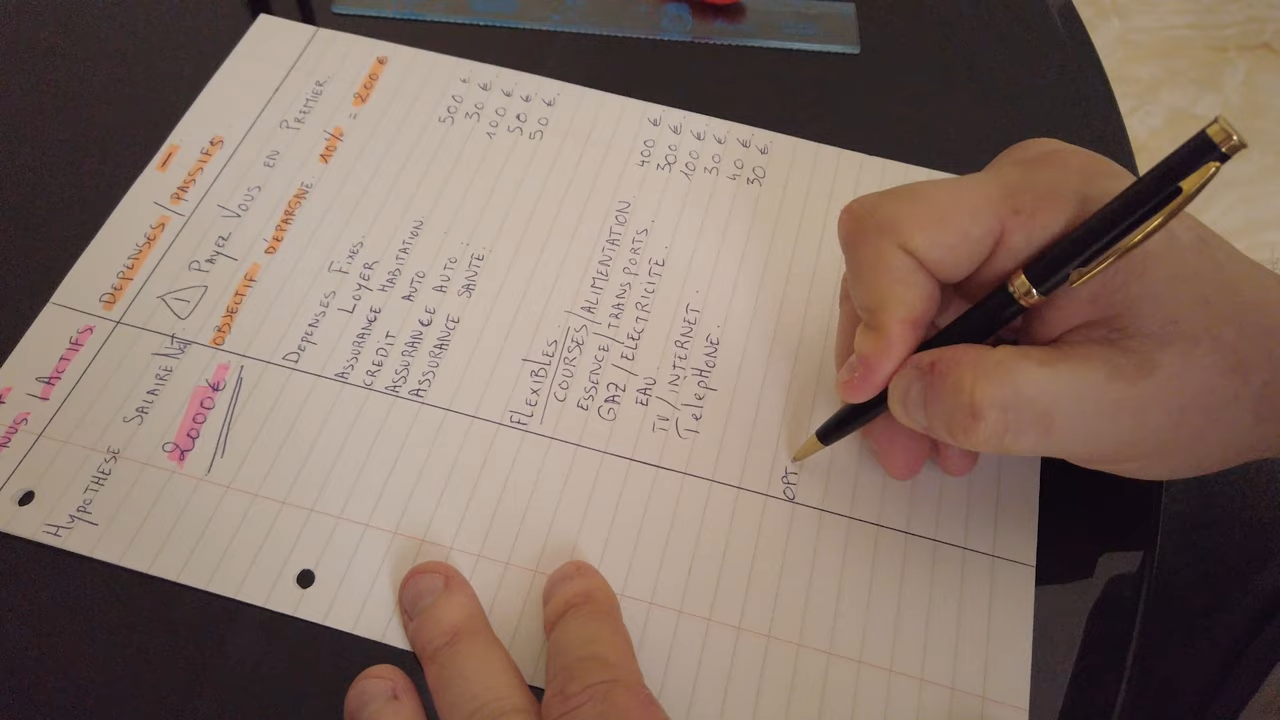 NUS / ACTIFS
DEPENSES / PASSIFS
HYPOTHESE SALAIRE NET.
2000€
⚠ PAYER VOUS EN PREMIER.
OBJECTIF D'EPARGNE. 10% = 200 €
DEPENSES FIXES.
LOYER 500 €.
ASSURANCE HABITATION 30 €.
CREDIT AUTO 100 €.
ASSURANCE AUTO. 50 €.
ASSURANCE SANTE. 50 €.
FLEXIBLES.
COURSES / ALIMENTATION 400 €.
ESSENCE / TRANSPORTS. 300 €.
GAZ / ELECTRICITE. 100 €.
EAU 30 €.
TV / INTERNET. 40 €.
TelepHONE. 30 €.
OPT